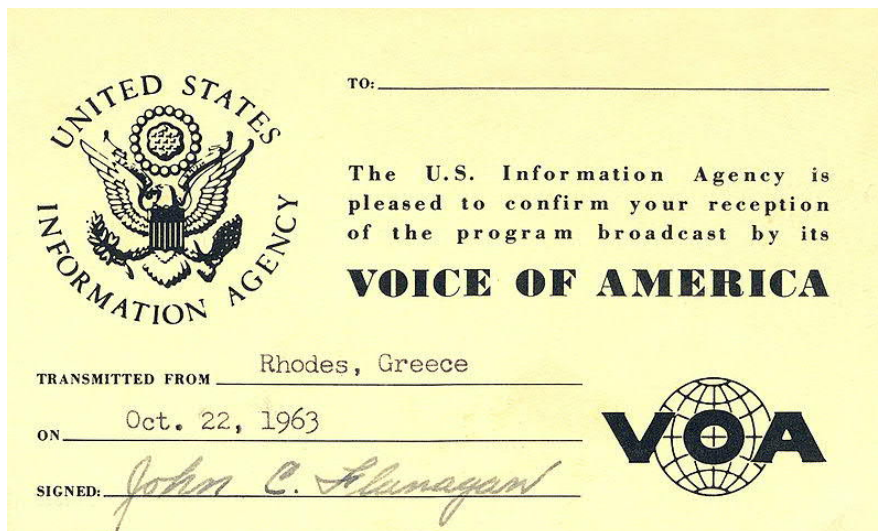 UNITED STATES
INFORMATION AGENCY
TO:
The U.S. Information Agency is
pleased to confirm your reception
of the program broadcast by its
VOICE OF AMERICA
TRANSMITTED FROM Rhodes, Greece
ON Oct. 22, 1963
SIGNED: John C. Flanagan
VOA